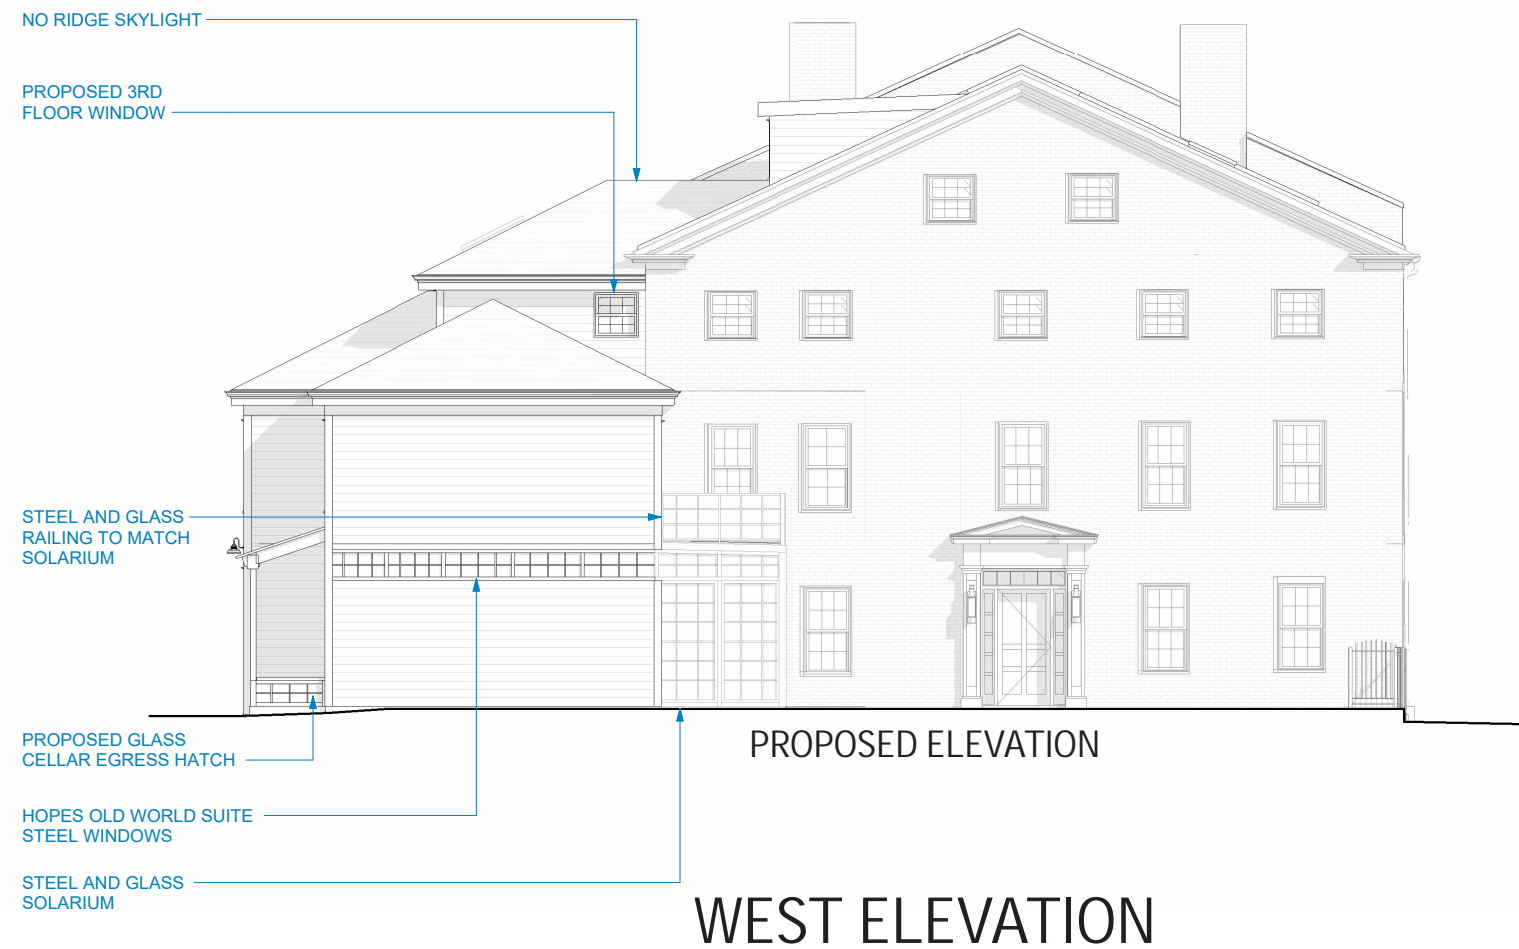 NO RIDGE SKYLIGHT
PROPOSED 3RD
FLOOR WINDOW
STEEL AND GLASS
RAILING TO MATCH
SOLARIUM
PROPOSED GLASS
CELLAR EGRESS HATCH
HOPES OLD WORLD SUITE
STEEL WINDOWS
STEEL AND GLASS
SOLARIUM
PROPOSED ELEVATION
WEST ELEVATION